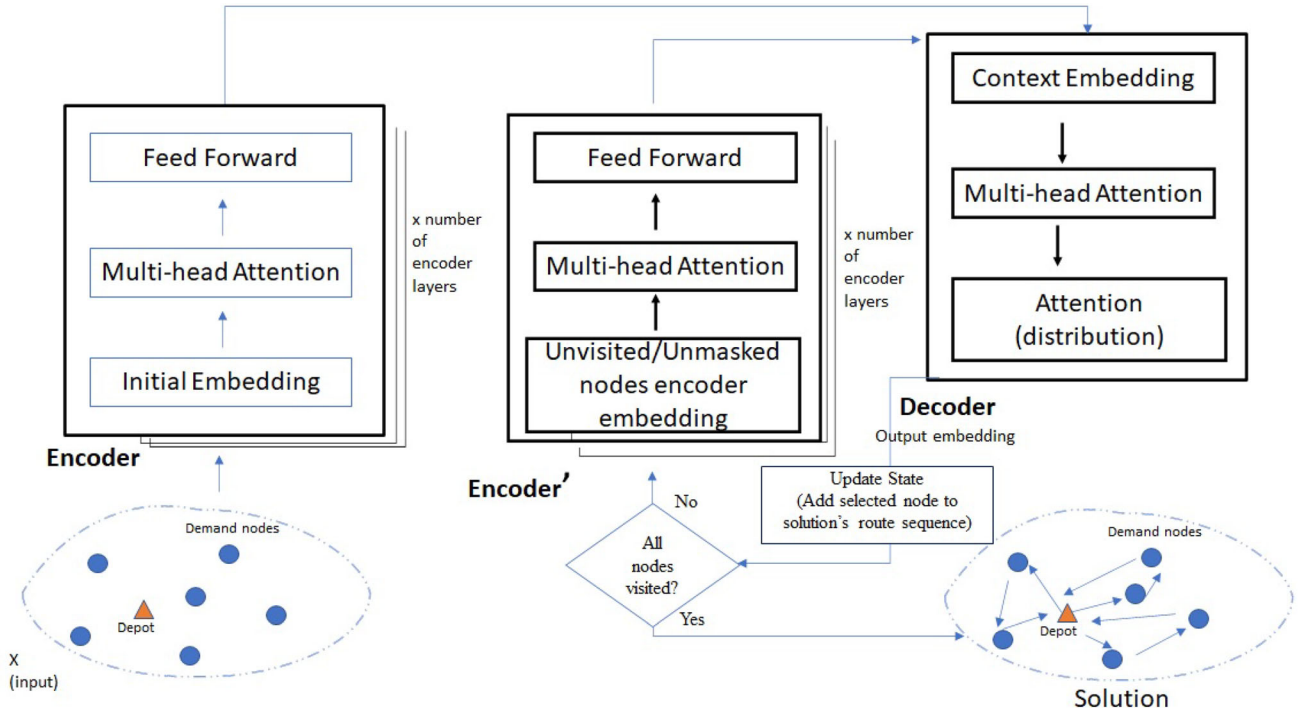 Feed Forward
Multi-head Attention
Initial Embedding
x number
of
encoder
layers
Encoder
Demand nodes
Depot
X
(input)
Feed Forward
Multi-head Attention
Unvisited/Unmasked
nodes encoder
embedding
x number
of
encoder
layers
Encoder’
No
All
nodes
visited?
Yes
Context Embedding
Multi-head Attention
Attention
(distribution)
Decoder
Output embedding
Update State
(Add selected node to
solution’s route sequence)
Demand nodes
Depot
Solution